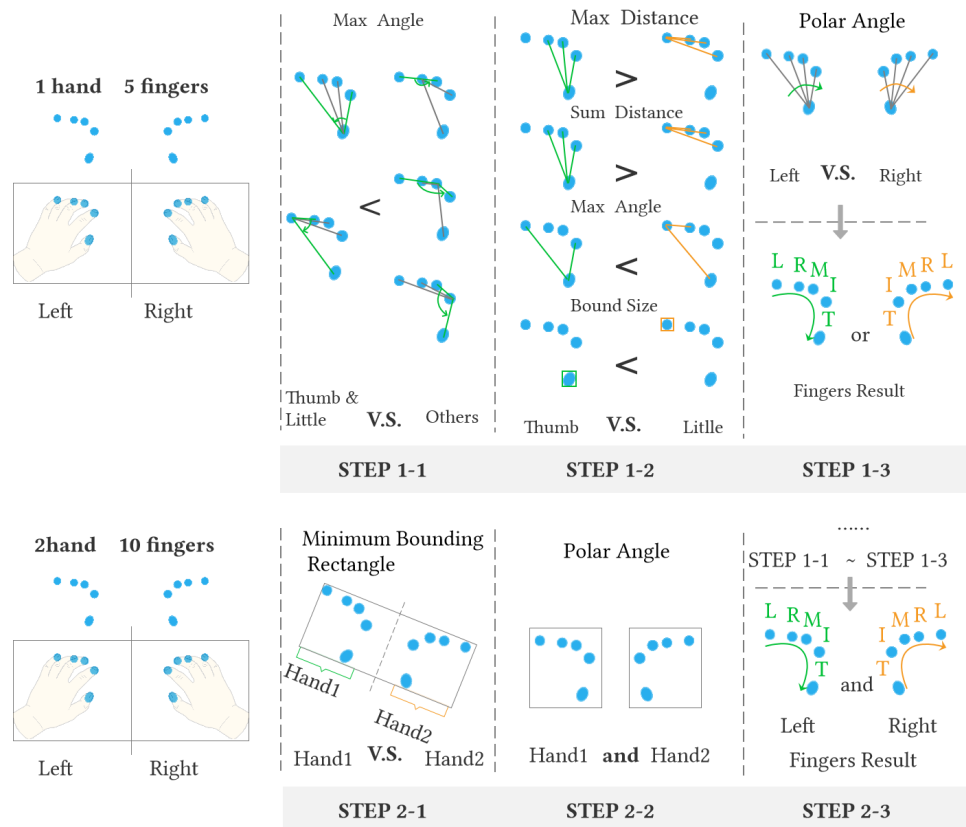 1 hand 5 fingers
Left Right
Max Angle
<
Thumb & Little V.S. Others
STEP 1-1
Max Distance
>
Sum Distance
>
Max Angle
<
Bound Size
<
Thumb V.S. Litlle
STEP 1-2
Polar Angle
Left V.S. Right
L R M I T
or
I M R L T
Fingers Result
STEP 1-3
2hand 10 fingers
Left Right
Minimum Bounding
Rectangle
Hand1
Hand2
Hand1 V.S. Hand2
STEP 2-1
Polar Angle
Hand1 and Hand2
STEP 2-2
......
STEP 1-1 ~ STEP 1-3
L R M I T
and
I M R L T
Left Right
Fingers Result
STEP 2-3